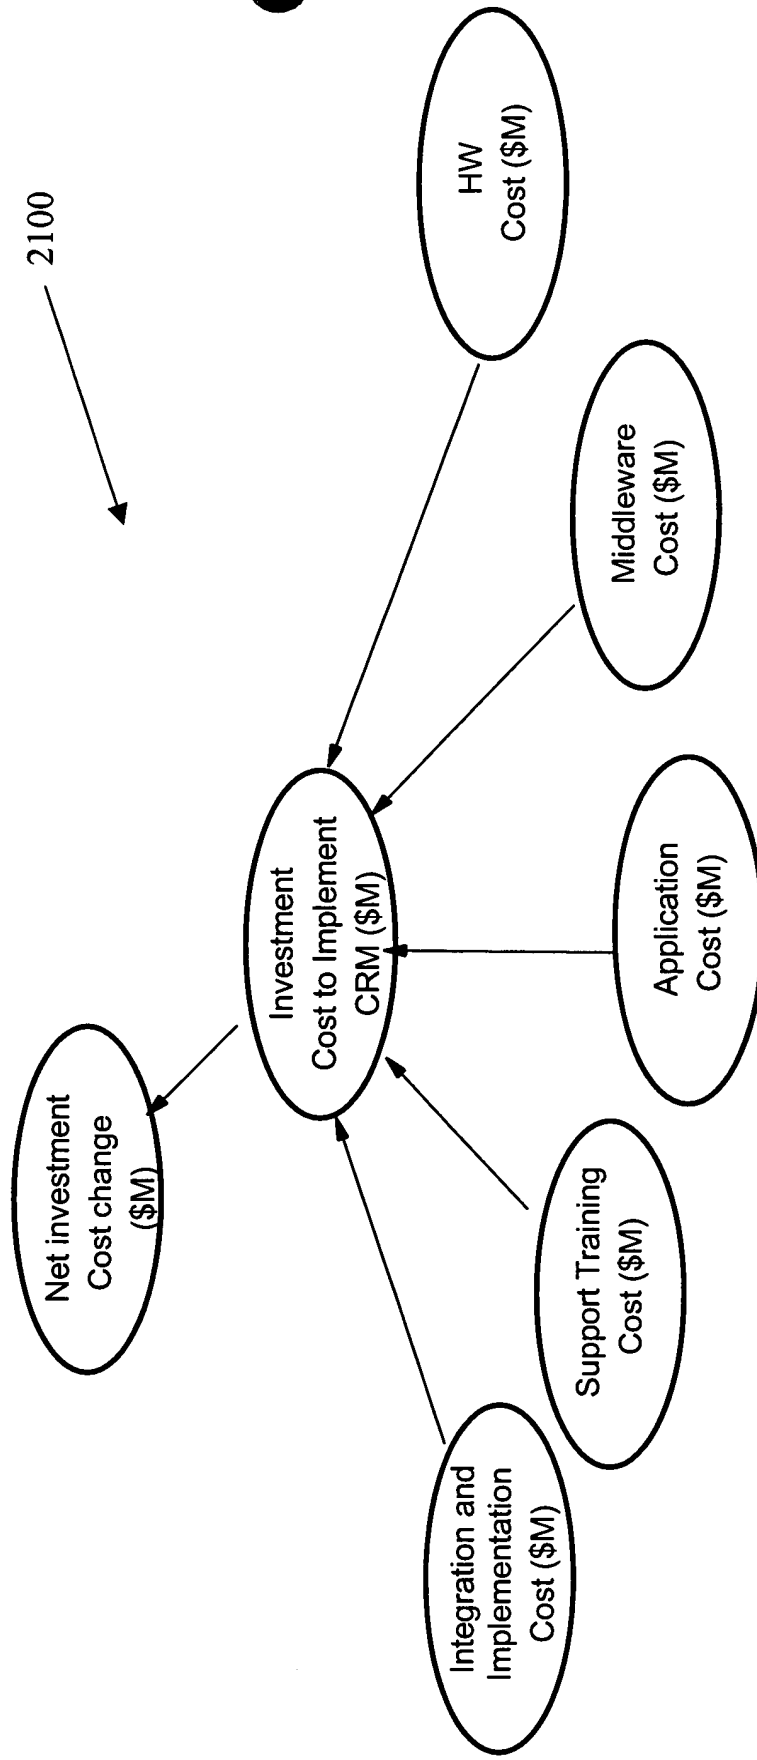 2100
Net investment
Cost change
($M)
Investment
Cost to Implement
CRM ($M)
Integration and
Implementation
Cost ($M)
Support Training
Cost ($M)
Application
Cost ($M)
Middleware
Cost ($M)
HW
Cost ($M)